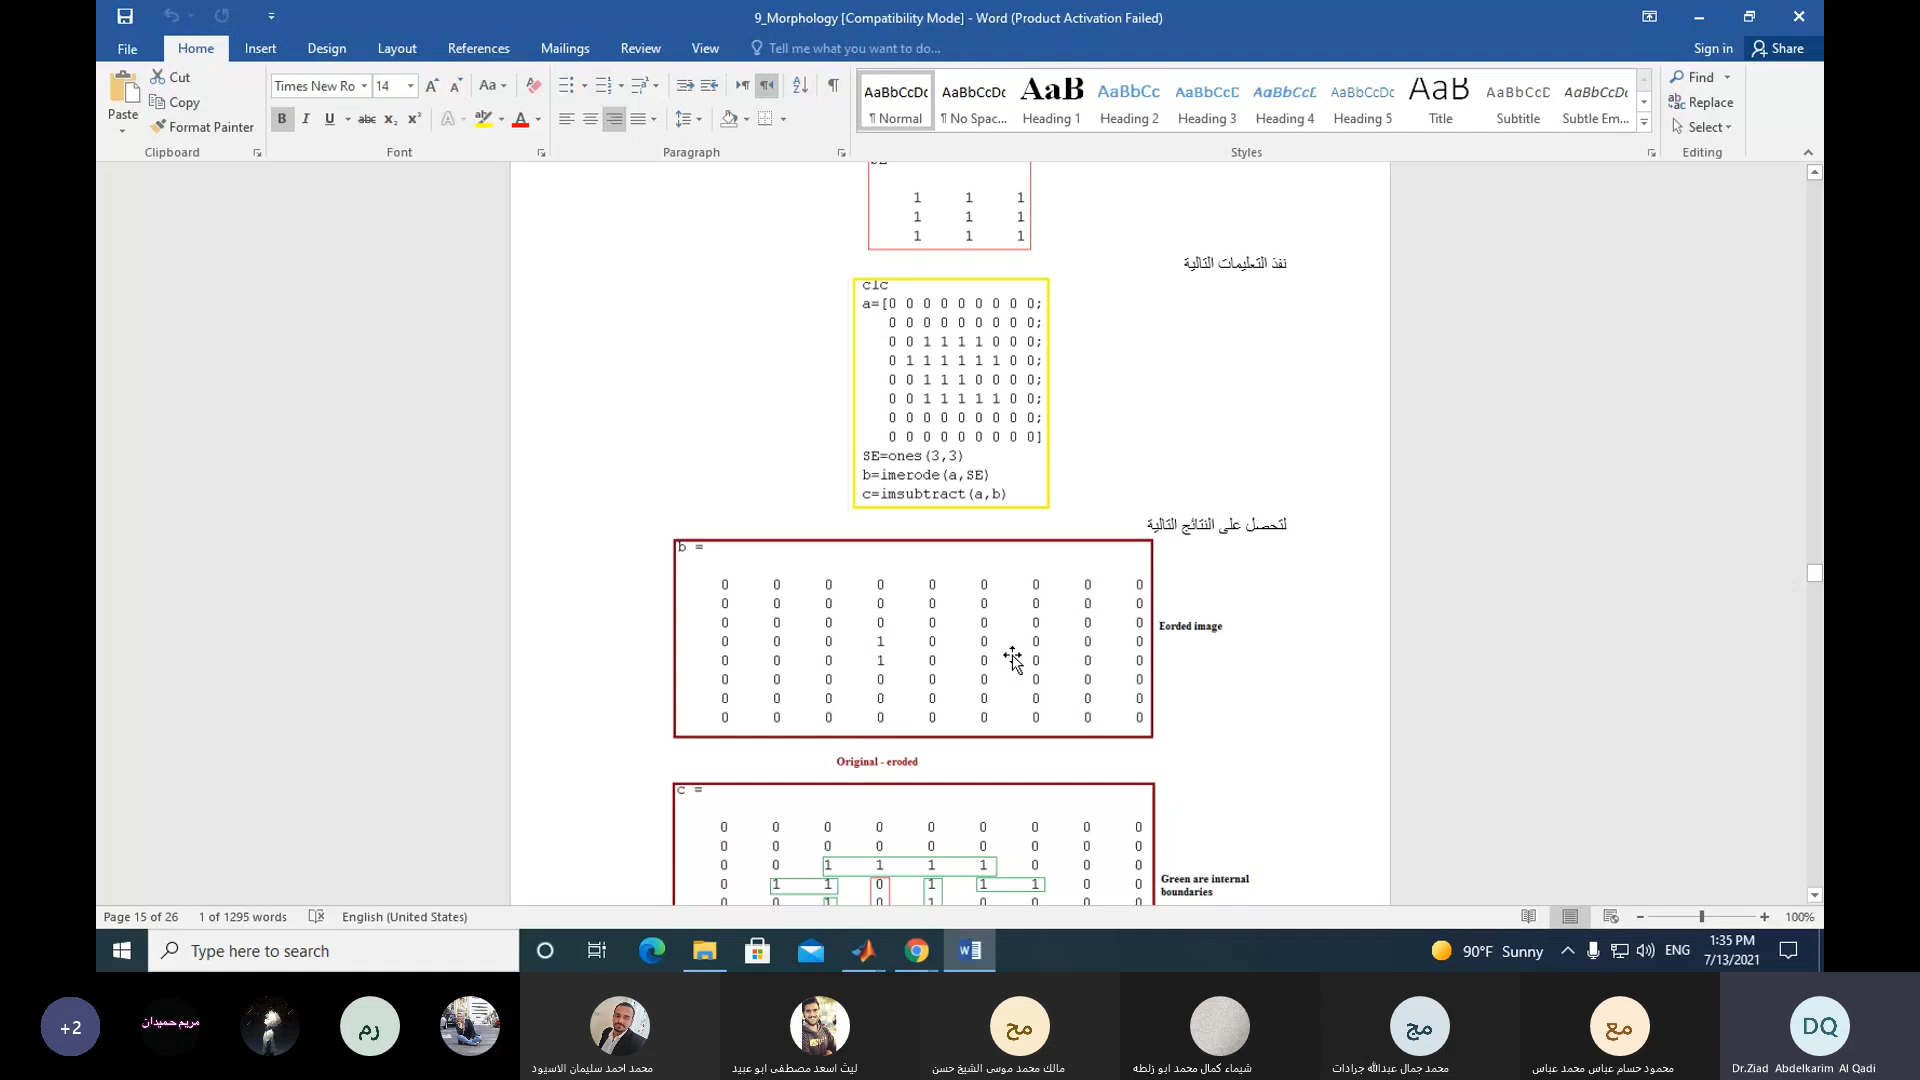 9_Morphology [Compatibility Mode] - Word (Product Activation Failed)
File Home Insert Design Layout References Mailings Review View Tell me what you want to do... Sign in Share
Paste Cut Copy Format Painter
Times New Ro 14
AaBbCcDc AaBbCcDc AaB AaBbCc AaBbCcD AaBbCcD AaBbCcDc AaB AaBbCcD AaBbCcDc
¶ Normal ¶ No Spac... Heading 1 Heading 2 Heading 3 Heading 4 Heading 5 Title Subtitle Subtle Em...
Find Replace Select
Clipboard Font Paragraph Styles Editing
1 1 1
1 1 1
1 1 1
نفذ التعليمات التالية
clc
a=[0 0 0 0 0 0 0 0 0;
0 0 0 0 0 0 0 0 0;
0 0 1 1 1 1 0 0 0;
0 1 1 1 1 1 1 0 0;
0 0 1 1 1 0 0 0 0;
0 0 1 1 1 1 1 0 0;
0 0 0 0 0 0 0 0 0;
0 0 0 0 0 0 0 0 0]
SE=ones(3,3)
b=imerode(a,SE)
c=imsubtract(a,b)
لتحصل على النتائج التالية
b =
0 0 0 0 0 0 0 0 0
0 0 0 0 0 0 0 0 0
0 0 0 0 0 0 0 0 0
0 0 0 1 0 0 0 0 0
0 0 0 1 0 0 0 0 0
0 0 0 0 0 0 0 0 0
0 0 0 0 0 0 0 0 0
0 0 0 0 0 0 0 0 0
Eorded image
Original - eroded
c =
0 0 0 0 0 0 0 0 0
0 0 0 0 0 0 0 0 0
0 0 1 1 1 1 0 0 0
0 1 1 0 1 1 1 0 0
0 0 1 0 1 0 0 0 0
Green are internal
boundaries
Page 15 of 26 1 of 1295 words English (United States) 100%
Type here to search 90°F Sunny ENG 1:35 PM
7/13/2021
+2 مريم حميدان رم مح مج مع DQ
محمد احمد سليمان الاسيود ليث اسعد مصطفى ابو عبيد مالك محمد موسى الشيخ حسن شيماء كمال محمد ابو زلطه محمد جمال عبدالله جرادات محمود حسام عباس محمد عباس Dr.Ziad Abdelkarim Al Qadi